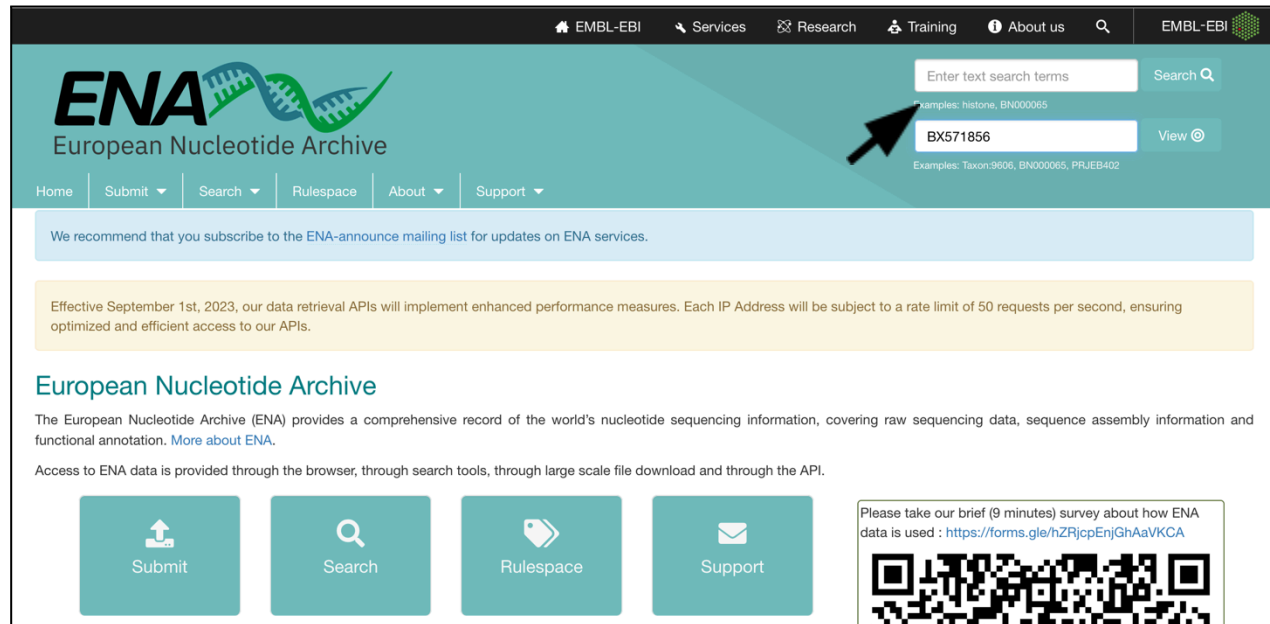 EMBL-EBI Services Research Training About us EMBL-EBI
ENA
European Nucleotide Archive
Enter text search terms Search
Examples: histone, BN000065
BX571856 View
Examples: Taxon:9606, BN000065, PRJEB402
Home Submit Search Rulespace About Support
We recommend that you subscribe to the ENA-announce mailing list for updates on ENA services.
Effective September 1st, 2023, our data retrieval APIs will implement enhanced performance measures. Each IP Address will be subject to a rate limit of 50 requests per second, ensuring
optimized and efficient access to our APIs.
European Nucleotide Archive
The European Nucleotide Archive (ENA) provides a comprehensive record of the world's nucleotide sequencing information, covering raw sequencing data, sequence assembly information and
functional annotation. More about ENA.
Access to ENA data is provided through the browser, through search tools, through large scale file download and through the API.
Submit Search Rulespace Support
Please take our brief (9 minutes) survey about how ENA
data is used : https://forms.gle/hZRjcpEnjGhAaVKCA